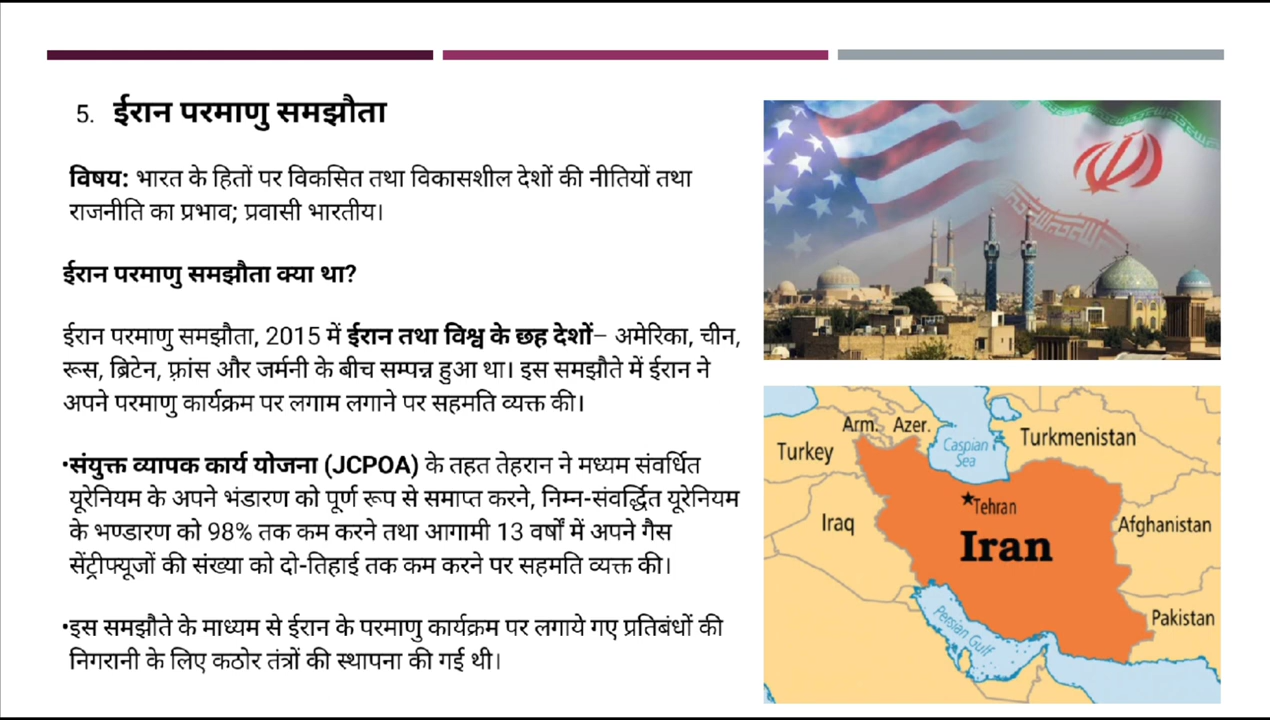 5. ईरान परमाणु समझौता
विषय: भारत के हितों पर विकसित तथा विकासशील देशों की नीतियों तथा
राजनीति का प्रभाव; प्रवासी भारतीय।
ईरान परमाणु समझौता क्या था?
ईरान परमाणु समझौता, 2015 में ईरान तथा विश्व के छह देशों– अमेरिका, चीन,
रूस, ब्रिटेन, फ़्रांस और जर्मनी के बीच सम्पन्न हुआ था। इस समझौते में ईरान ने
अपने परमाणु कार्यक्रम पर लगाम लगाने पर सहमति व्यक्त की।
•संयुक्त व्यापक कार्य योजना (JCPOA) के तहत तेहरान ने मध्यम संवर्धित
यूरेनियम के अपने भंडारण को पूर्ण रूप से समाप्त करने, निम्न-संवर्द्धित यूरेनियम
के भण्डारण को 98% तक कम करने तथा आगामी 13 वर्षों में अपने गैस
सेंट्रीफ्यूजों की संख्या को दो-तिहाई तक कम करने पर सहमति व्यक्त की।
•इस समझौते के माध्यम से ईरान के परमाणु कार्यक्रम पर लगाये गए प्रतिबंधों की
निगरानी के लिए कठोर तंत्रों की स्थापना की गई थी।
Arm. Azer.
Turkey
Caspian
Sea
Turkmenistan
Tehran
Iraq
Afghanistan
Iran
Pakistan
Persian Gulf